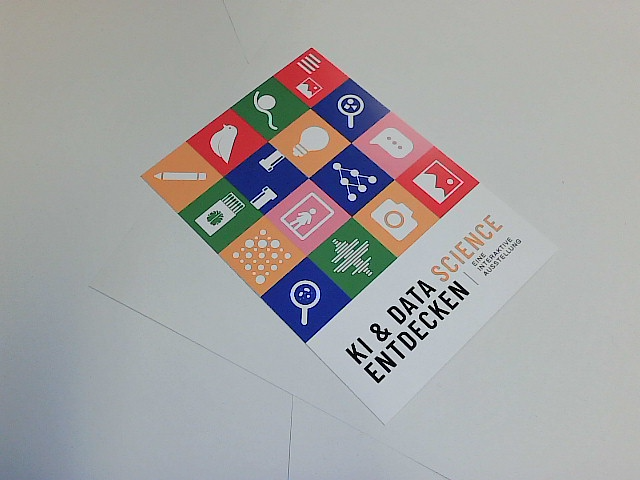 KI & DATA SCIENCE
ENTDECKEN
EINE
INTERAKTIVE
AUSSTELLUNG